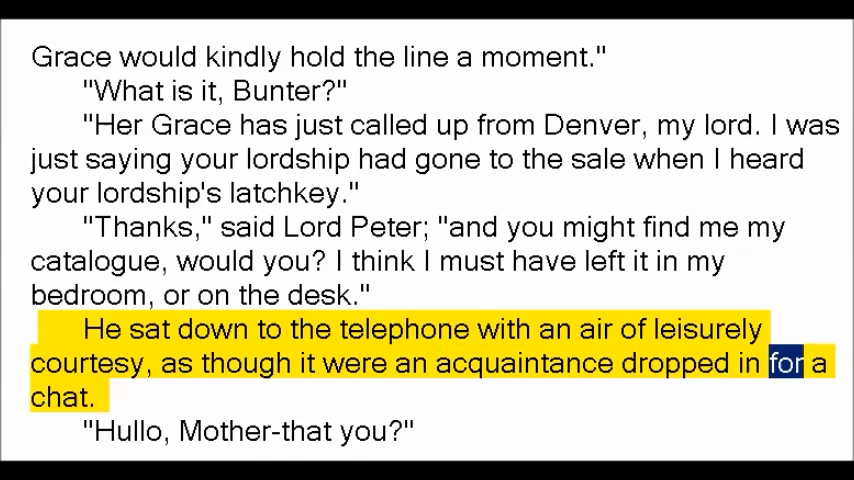 Grace would kindly hold the line a moment."
"What is it, Bunter?"
"Her Grace has just called up from Denver, my lord. I was
just saying your lordship had gone to the sale when I heard
your lordship's latchkey."
"Thanks," said Lord Peter; "and you might find me my
catalogue, would you? I think I must have left it in my
bedroom, or on the desk."
He sat down to the telephone with an air of leisurely
courtesy, as though it were an acquaintance dropped in for a
chat.
"Hullo, Mother-that you?"